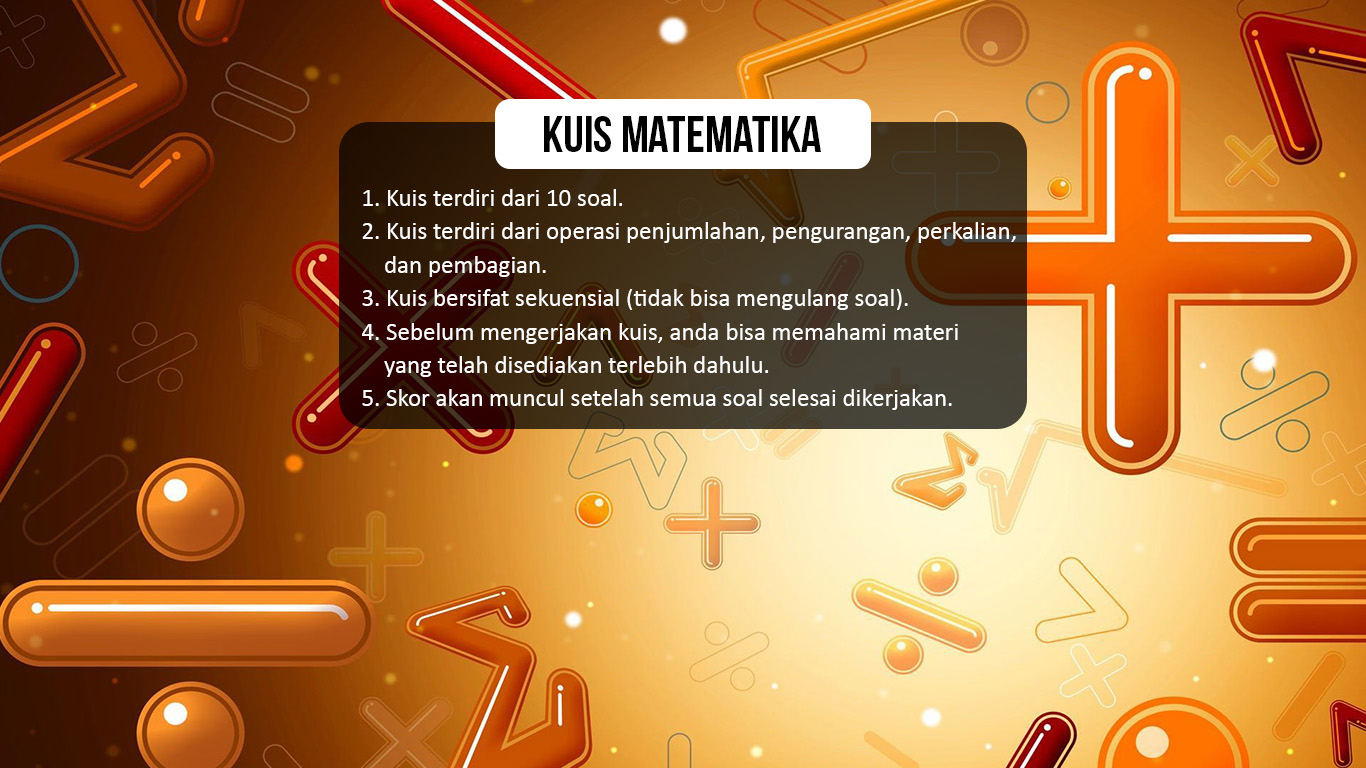 KUIS MATEMATIKA
1. Kuis terdiri dari 10 soal.
2. Kuis terdiri dari operasi penjumlahan, pengurangan, perkalian,
dan pembagian.
3. Kuis bersifat sekuensial (tidak bisa mengulang soal).
4. Sebelum mengerjakan kuis, anda bisa memahami materi
yang telah disediakan terlebih dahulu.
5. Skor akan muncul setelah semua soal selesai dikerjakan.